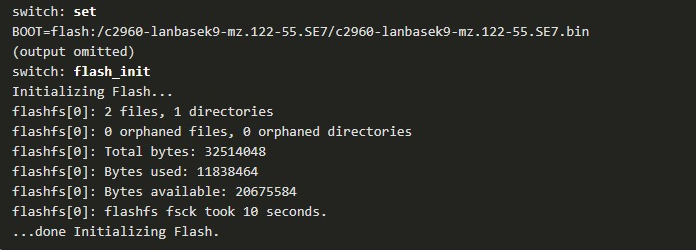 switch: set
BOOT=flash:/c2960-lanbasek9-mz.122-55.SE7/c2960-lanbasek9-mz.122-55.SE7.bin
(output omitted)
switch: flash_init
Initializing Flash...
flashfs[0]: 2 files, 1 directories
flashfs[0]: 0 orphaned files, 0 orphaned directories
flashfs[0]: Total bytes: 32514048
flashfs[0]: Bytes used: 11838464
flashfs[0]: Bytes available: 20675584
flashfs[0]: flashfs fsck took 10 seconds.
...done Initializing Flash.